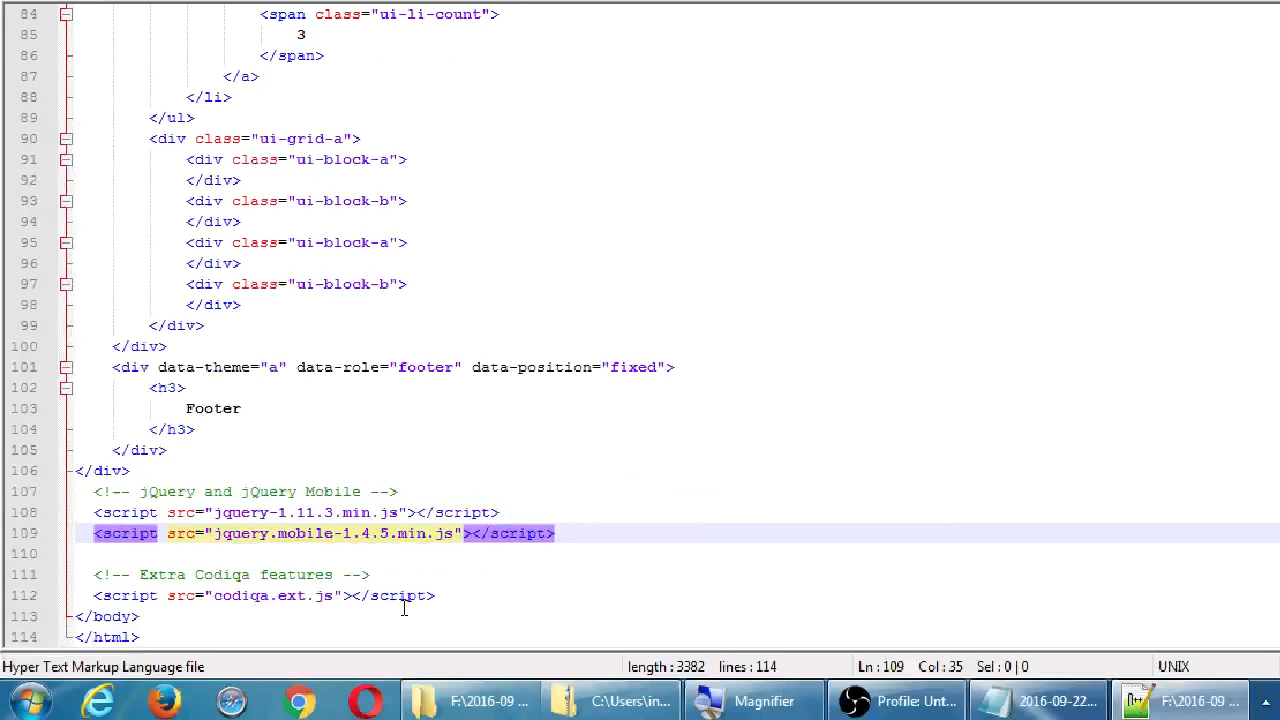 84 <span class="ui-li-count">
85 3
86 </span>
87 </a>
88 </li>
89 </ul>
90 <div class="ui-grid-a">
91 <div class="ui-block-a">
92 </div>
93 <div class="ui-block-b">
94 </div>
95 <div class="ui-block-a">
96 </div>
97 <div class="ui-block-b">
98 </div>
99 </div>
100 </div>
101 <div data-theme="a" data-role="footer" data-position="fixed">
102 <h3>
103 Footer
104 </h3>
105 </div>
106 </div>
107 <!-- jQuery and jQuery Mobile -->
108 <script src="jquery-1.11.3.min.js"></script>
109 <script src="jquery.mobile-1.4.5.min.js"></script>
110
111 <!-- Extra Codiqa features -->
112 <script src="codiqa.ext.js"></script>
113 </body>
114 </html>
Hyper Text Markup Language file length : 3382 lines : 114 Ln : 109 Col : 35 Sel : 0 | 0 UNIX
F:\2016-09 ... C:\Users\in... Magnifier Profile: Unt... 2016-09-22... F:\2016-09 ...